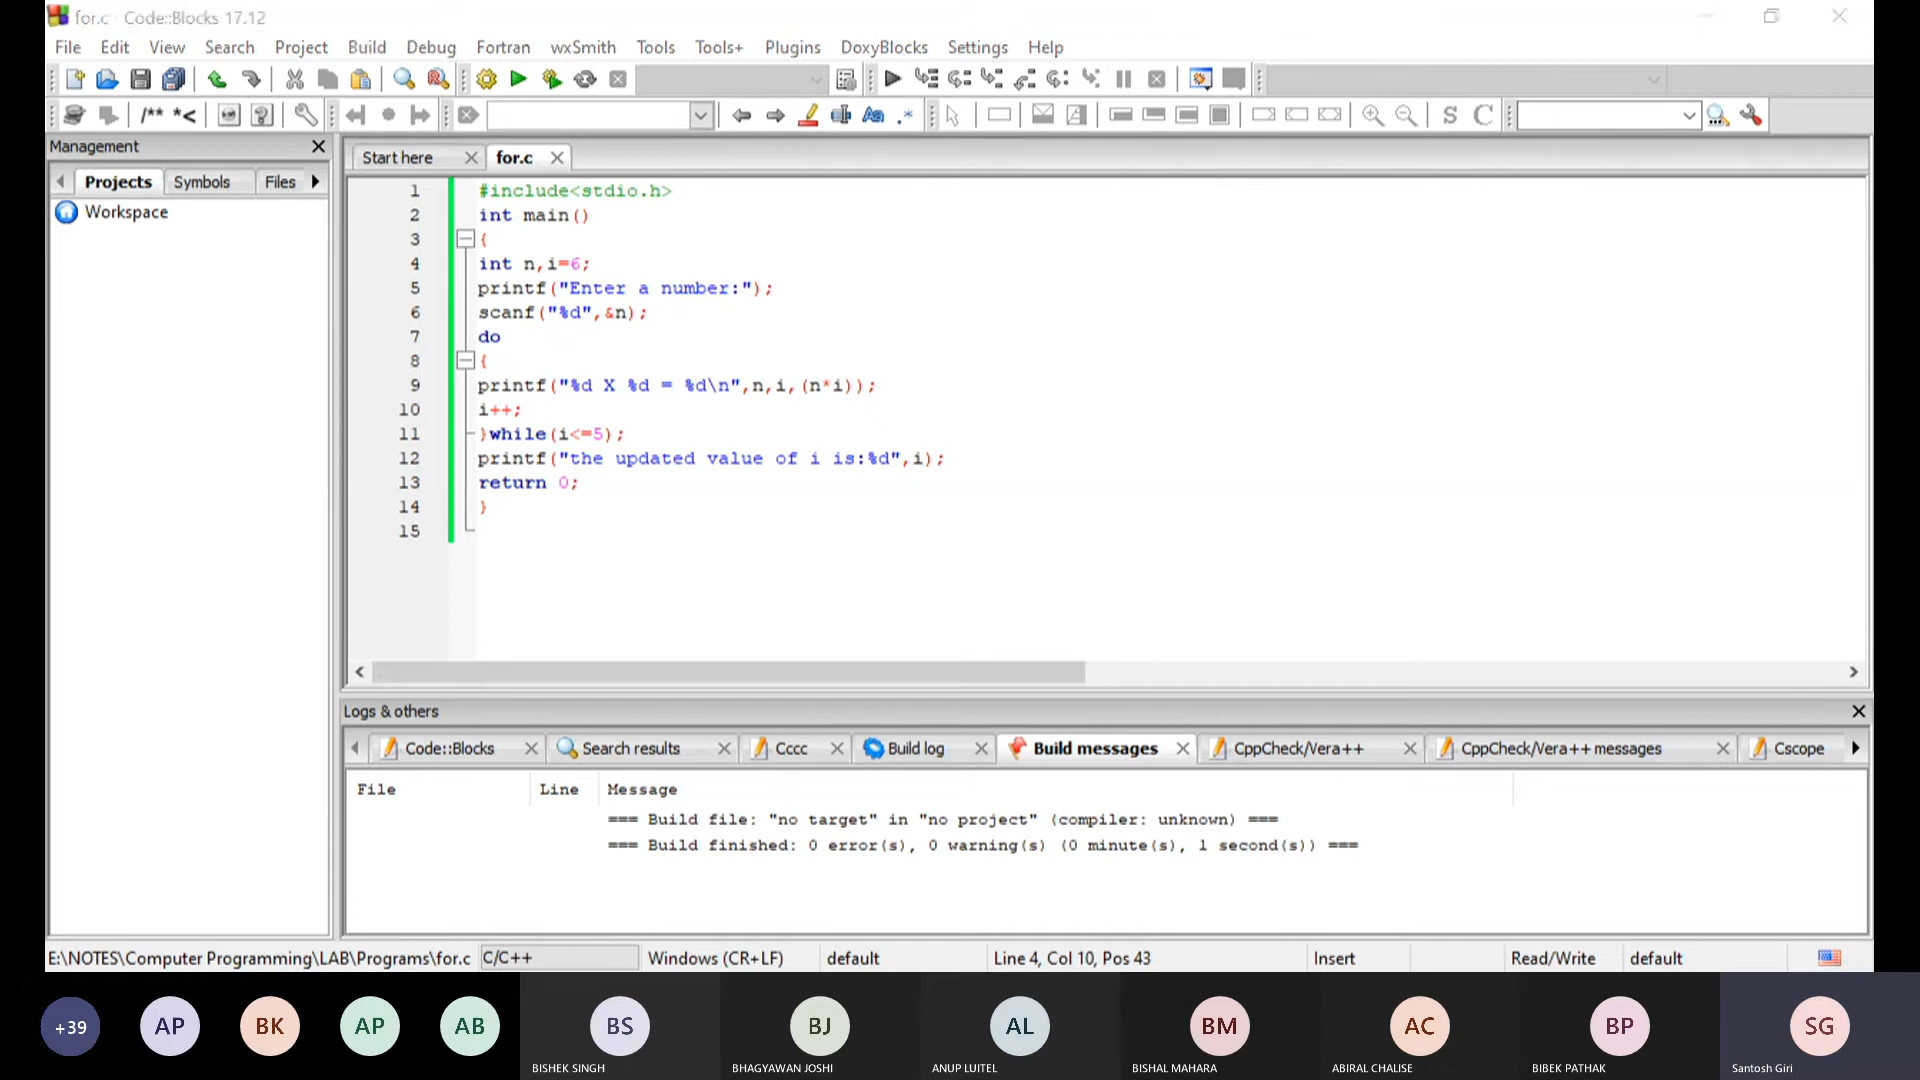 for.c - Code::Blocks 17.12
File Edit View Search Project Build Debug Fortran wxSmith Tools Tools+ Plugins DoxyBlocks Settings Help
/** *<
S C
Management
Projects Symbols Files
Workspace
Start here for.c
1 #include<stdio.h>
2 int main()
3 {
4 int n,i=6;
5 printf("Enter a number:");
6 scanf("%d",&n);
7 do
8 {
9 printf("%d X %d = %d\n",n,i,(n*i));
10 i++;
11 }while(i<=5);
12 printf("the updated value of i is:%d",i);
13 return 0;
14 }
15
Logs & others
Code::Blocks Search results Cccc Build log Build messages CppCheck/Vera++ CppCheck/Vera++ messages Cscope
File Line Message
=== Build file: "no target" in "no project" (compiler: unknown) ===
=== Build finished: 0 error(s), 0 warning(s) (0 minute(s), 1 second(s)) ===
E:\NOTES\Computer Programming\LAB\Programs\for.c C/C++ Windows (CR+LF) default Line 4, Col 10, Pos 43 Insert Read/Write default
+39 AP BK AP AB BS BJ AL BM AC BP SG
BISHEK SINGH BHAGYAWAN JOSHI ANUP LUITEL BISHAL MAHARA ABIRAL CHALISE BIBEK PATHAK Santosh Giri